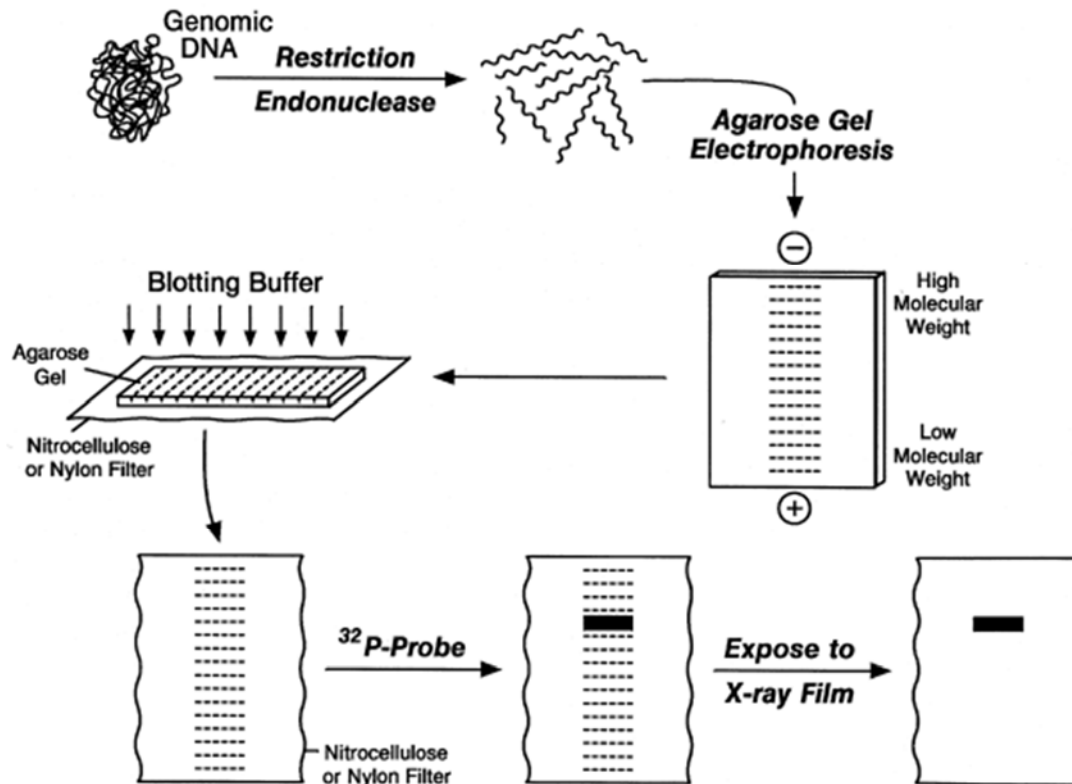 Genomic
DNA
Restriction
Endonuclease
Agarose Gel
Electrophoresis
−
High
Molecular
Weight
Low
Molecular
Weight
+
Blotting Buffer
Agarose
Gel
Nitrocellulose
or Nylon Filter
32P-Probe
Nitrocellulose
or Nylon Filter
Expose to
X-ray Film